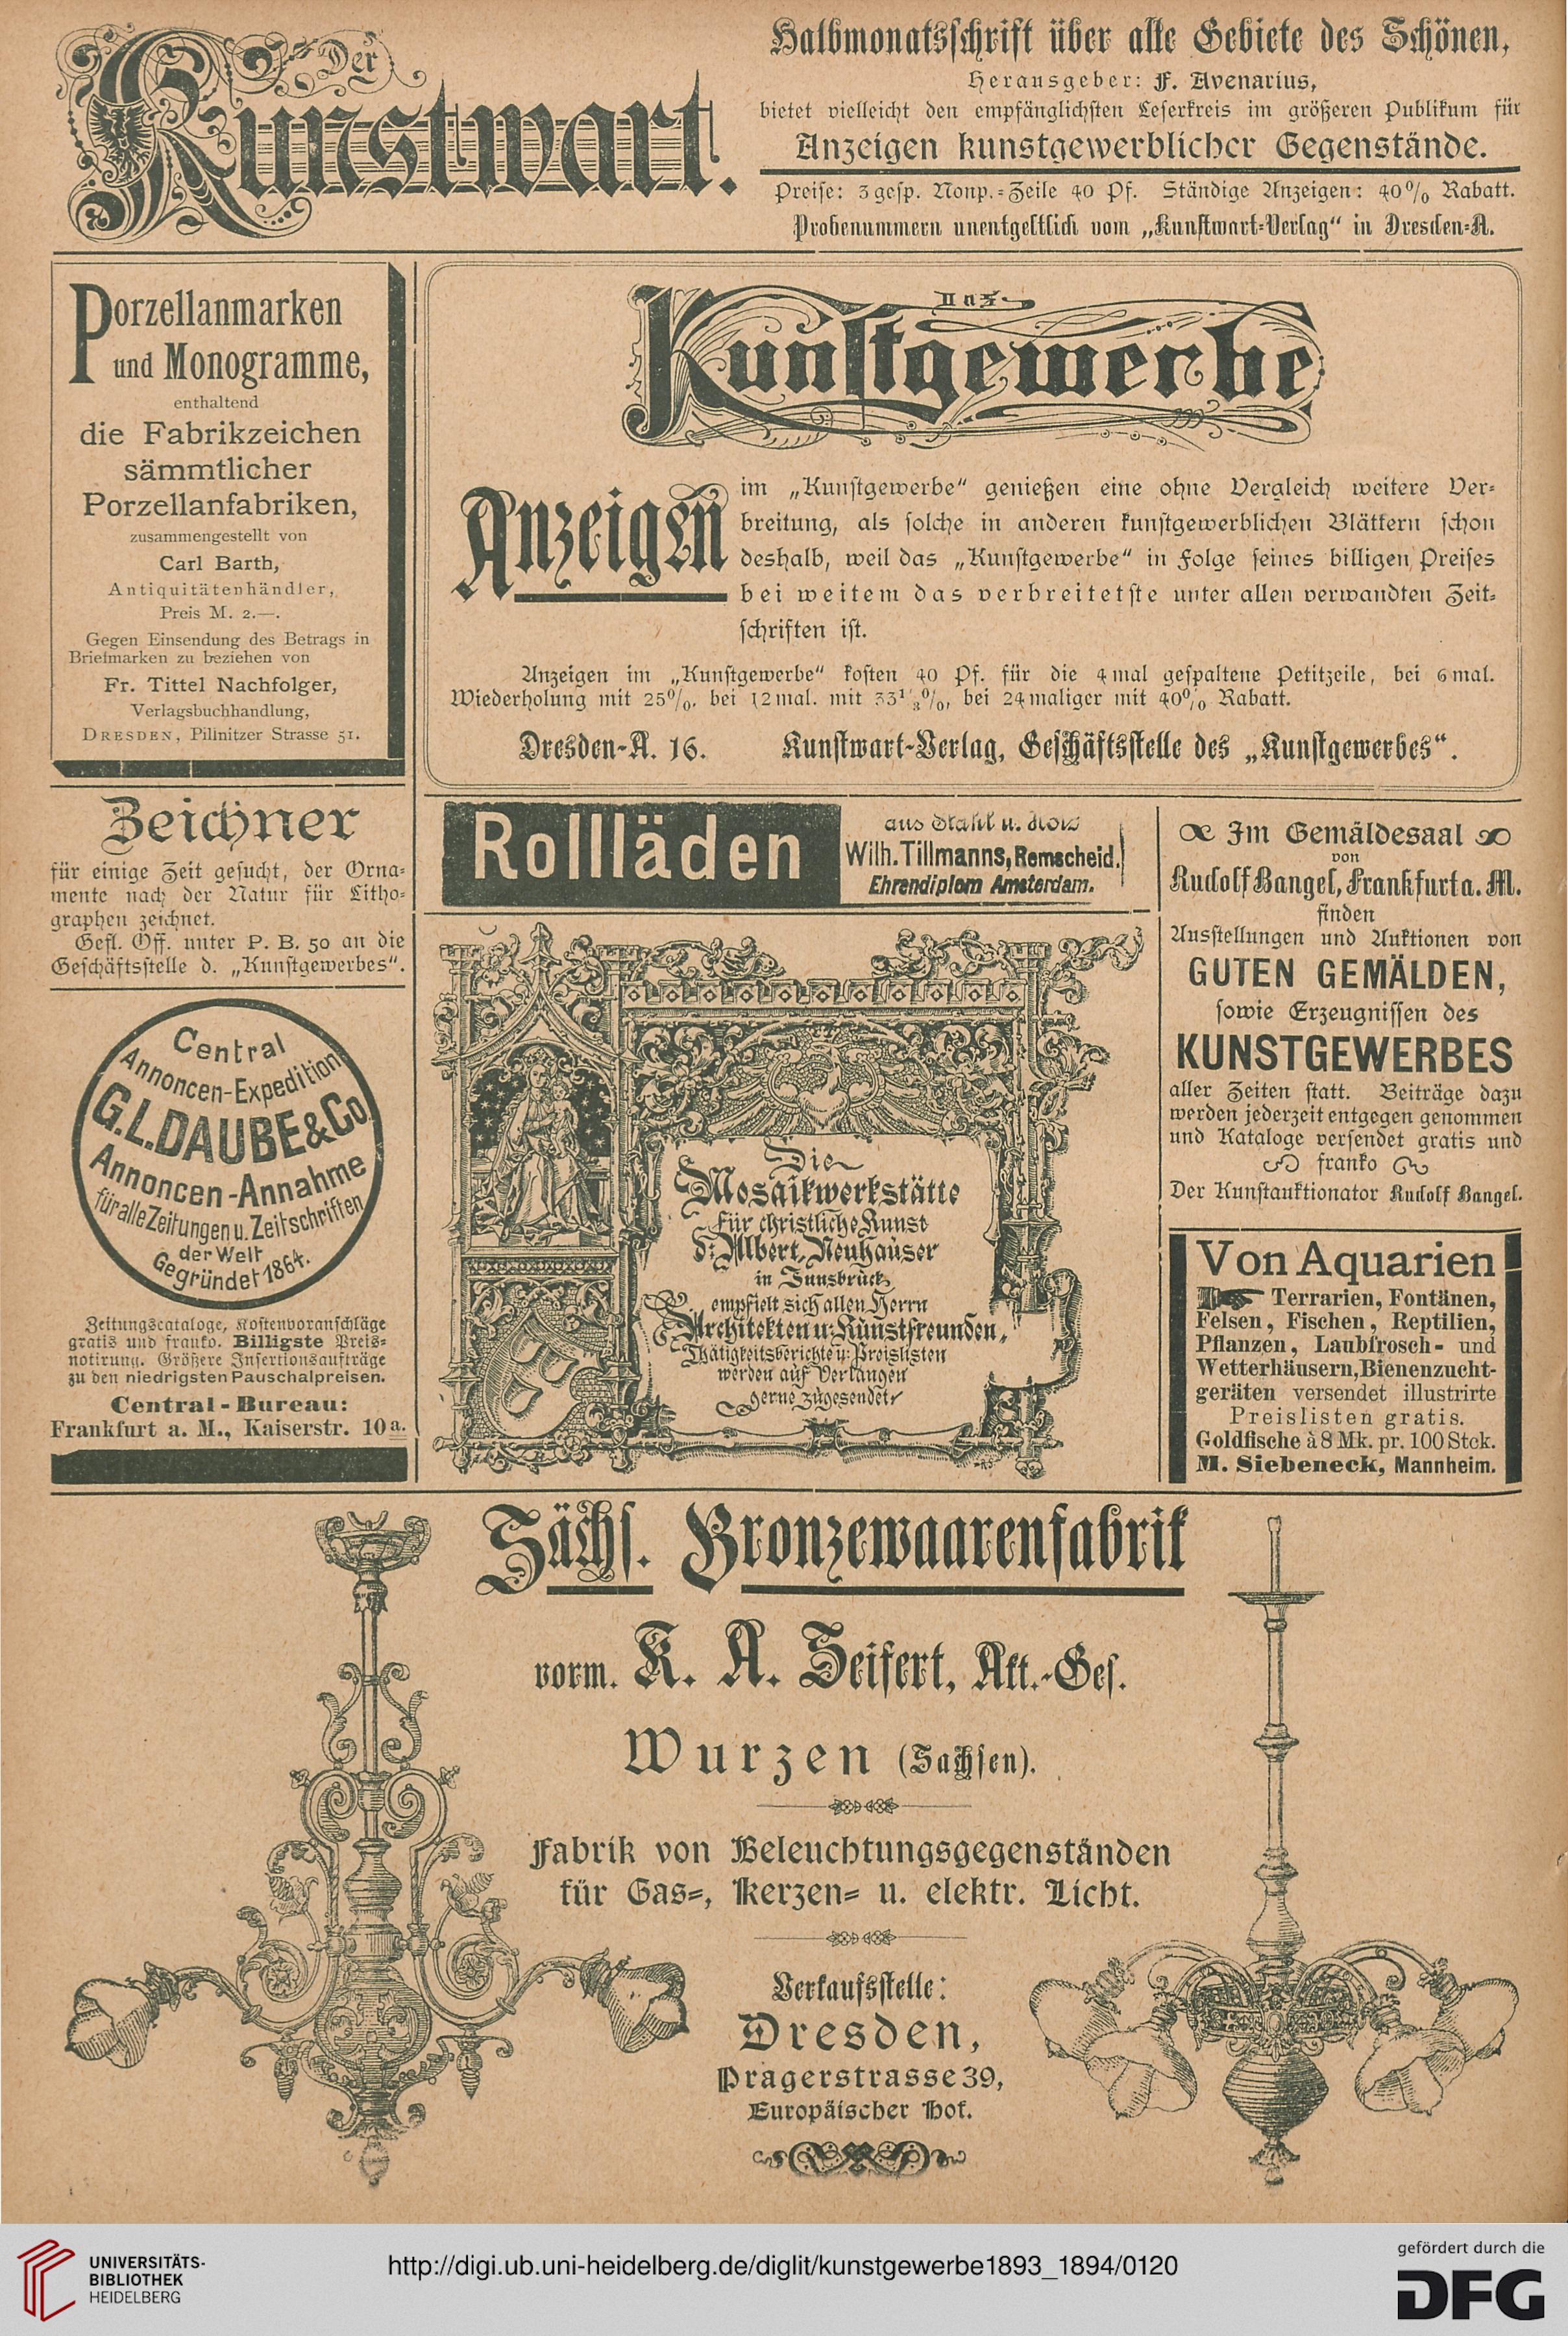 Der
Kunstwart.
Halbmonatsschrift über alle Gebiete des Schönen,
Herausgeber: F. Avenarius,
bietet vielleicht den empfänglichsten Leserkreis im größeren Publikum für
Anzeigen kunstgewerblicher Gegenstände.
Preise: 3 gesp. Nonp.-Zeile 40 Pf. Ständige Anzeigen: 40% Rabatt.
Probenummern unentgeltlich vom „Kunstwart-Verlag“ in Dresden-A.
Porzellanmarken
und Monogramme,
enthaltend
die Fabrikzeichen
sämmtlicher
Porzellanfabriken,
zusammengestellt von
Carl Barth,
Antiquitätenhändler,
Preis M. 2.—.
Gegen Einsendung des Betrags in
Briefmarken zu beziehen von
Fr. Tittel Nachfolger,
Verlagsbuchhandlung,
DRESDEN, Pillnitzer Strasse 51.
Zeichner
für einige Zeit gesucht, der Orna-
mente nach der Natur für Litho-
graphen zeichnet.
Gefl. Off. unter P. B. 50 an die
Geschäftsstelle d. „Kunstgewerbes“.
Central
Annoncen-Expedition
G.L.DAUBE&Co.
Annoncen-Annahme
für alle Zeitungen u. Zeitschriften
der Welt
Gegründet 1864.
Zeitungscataloge, Kostenvoranschläge
gratis und franko. Billigste Preis-
notirung. Größere Insertionsaufträge
zu den niedrigsten Pauschalpreisen.
Central-Bureau:
Frankfurt a. M., Kaiserstr. 10a.
Das
Kunstgewerbe
Anzeigen
im „Kunstgewerbe“ genießen eine ohne Vergleich weitere Ver-
breitung, als solche in anderen kunstgewerblichen Blättern schon
deshalb, weil das „Kunstgewerbe“ in Folge seines billigen Preises
bei weitem das verbreitetste unter allen verwandten Zeit-
schriften ist.
Anzeigen im „Kunstgewerbe“ kosten 40 Pf. für die 4 mal gespaltene Petitzeile, bei 6 mal.
Wiederholung mit 25%, bei 12 mal. mit 33⅓%, bei 24 maliger mit 40% Rabatt.
Dresden-A. 16. Kunstwart-Verlag, Geschäftsstelle des „Kunstgewerbes“.
Rollläden
aus Stahl u. Holz
Wilh. Tillmanns, Remscheid.
Ehrendiplom Amsterdam.
Die
Mosaikwerkstätte
für christliche Kunst
d: Albert Neuhauser
in Innsbruck
empfielt sich allen Herrn
Architekten u: Kunstfreunden,
Thätigkeitsberichte u: Preislisten
werden auf Verlangen
gerne zugesendet
Im Gemäldesaal
von
Rudolf Bangel, Frankfurt a. M.
finden
Ausstellungen und Auktionen von
GUTEN GEMÄLDEN,
sowie Erzeugnissen des
KUNSTGEWERBES
aller Zeiten statt. Beiträge dazu
werden jederzeit entgegen genommen
und Kataloge versendet gratis und
franko
Der Kunstauktionator Rudolf Bangel.
Von Aquarien
Terrarien, Fontänen,
Felsen, Fischen, Reptilien,
Pflanzen, Laubfrosch- und
Wetterhäusern, Bienenzucht-
geräten versendet illustrirte
Preislisten gratis.
Goldfische à 8 Mk. pr. 100 Stck.
M. Siebeneck, Mannheim.
Sächs. Bronzewaarenfabrik
vorm. K. A. Seifert, Akt.-Ges.
Wurzen (Sachsen).
Fabrik von Beleuchtungsgegenständen
für Gas-, Kerzen- u. elektr. Licht.
Verkaufsstelle:
Dresden,
Pragerstrasse 39,
Europäischer Hof.
UNIVERSITÄTS-
BIBLIOTHEK
HEIDELBERG
http://digi.ub.uni-heidelberg.de/diglit/kunstgewerbe1893_1894/0120
gefördert durch die
DFG